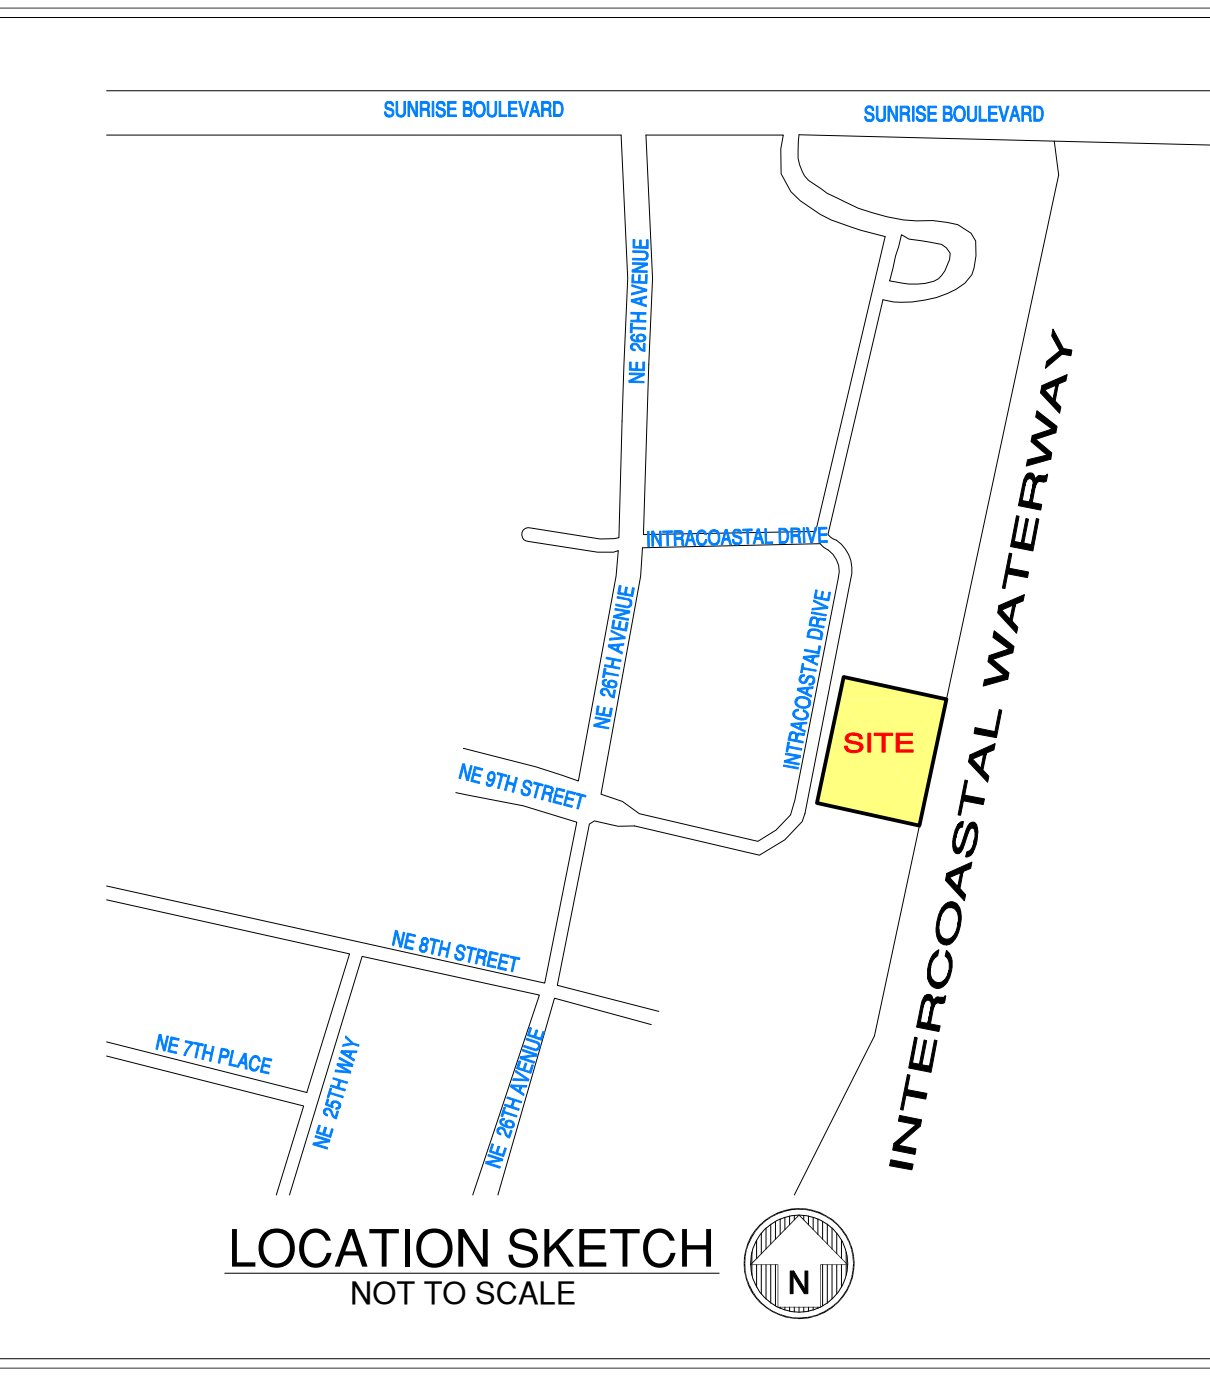 SUNRISE BOULEVARD
SUNRISE BOULEVARD
NE 26TH AVENUE
INTRACOASTAL DRIVE
NE 26TH AVENUE
INTRACOASTAL DRIVE
SITE
INTERCOASTAL WATERWAY
NE 9TH STREET
NE 8TH STREET
NE 7TH PLACE
NE 25TH WAY
NE 26TH AVENUE
LOCATION SKETCH
NOT TO SCALE
N